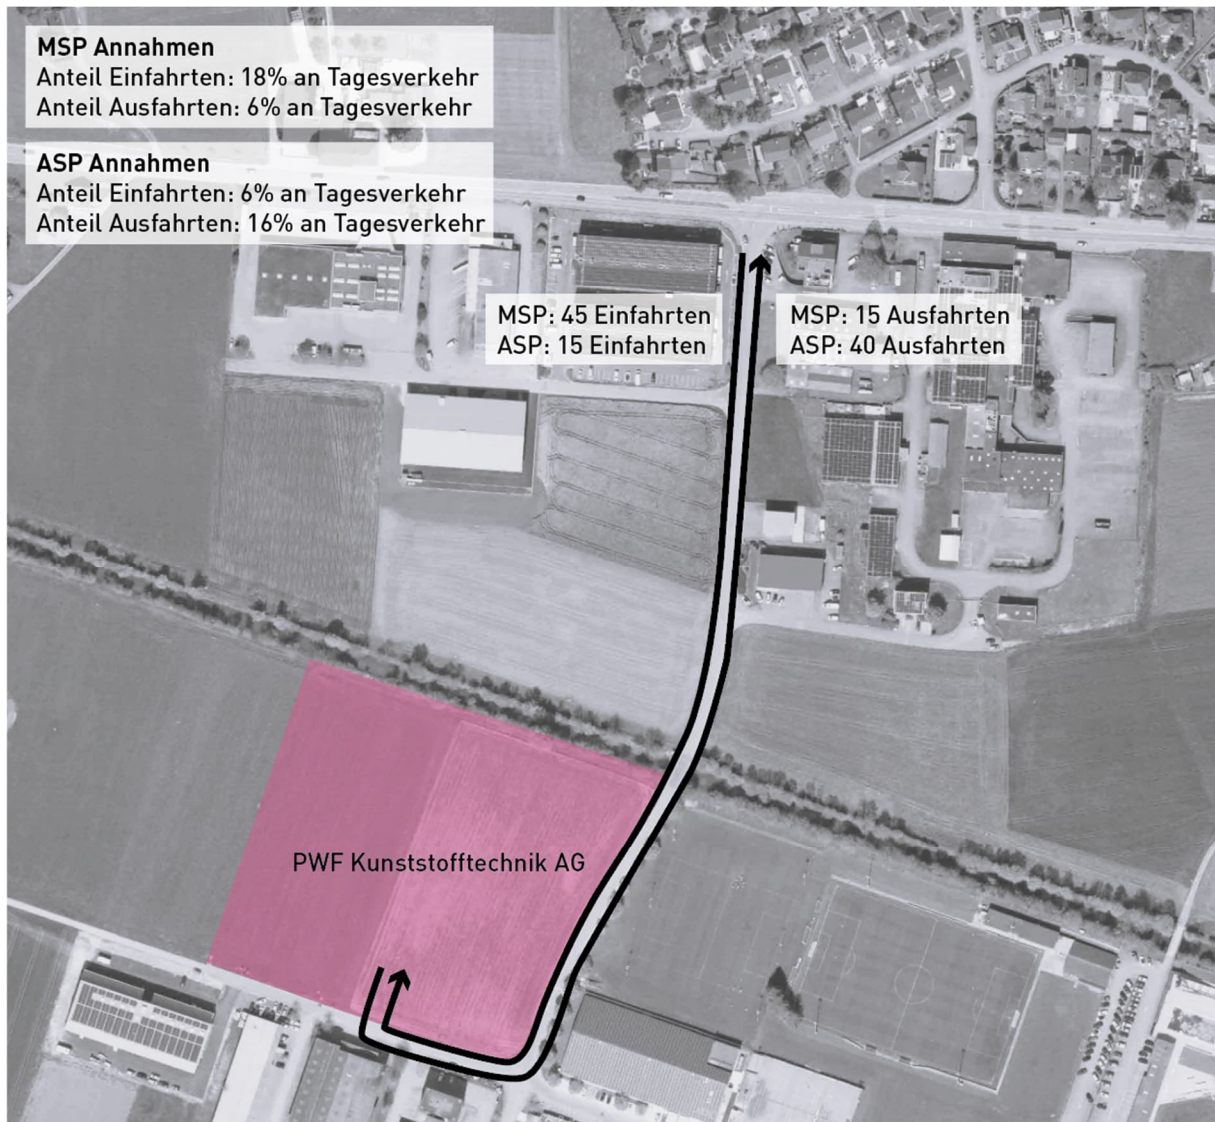 MSP Annahmen
Anteil Einfahrten: 18% an Tagesverkehr
Anteil Ausfahrten: 6% an Tagesverkehr
ASP Annahmen
Anteil Einfahrten: 6% an Tagesverkehr
Anteil Ausfahrten: 16% an Tagesverkehr
MSP: 45 Einfahrten
ASP: 15 Einfahrten
MSP: 15 Ausfahrten
ASP: 40 Ausfahrten
PWF Kunststofftechnik AG